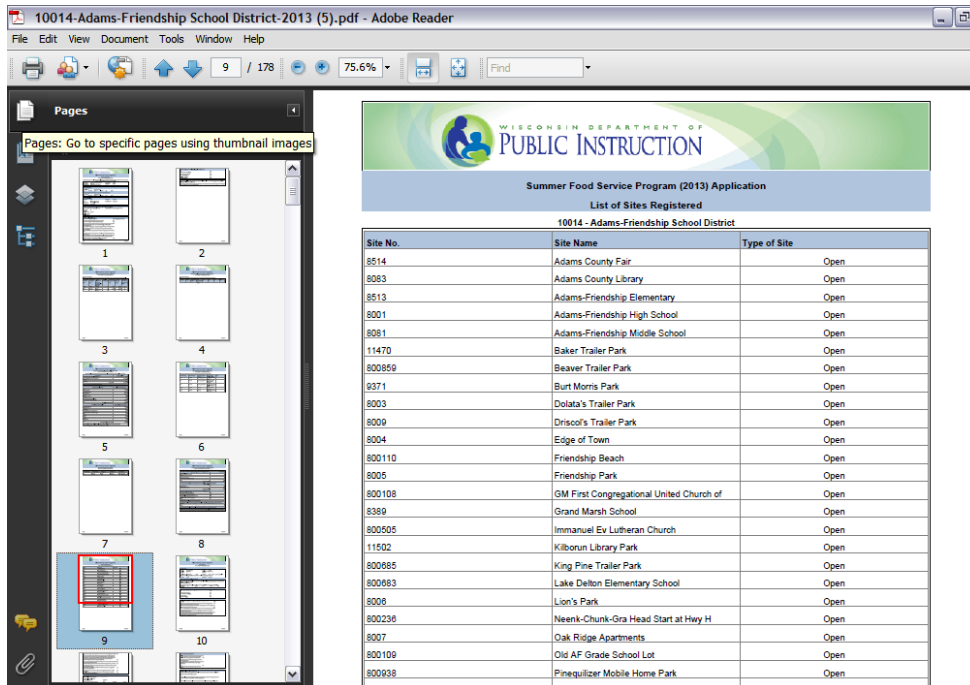 10014-Adams-Friendship School District-2013 (5).pdf - Adobe Reader
File Edit View Document Tools Window Help
9 / 178 75.6% Find
Pages
Pages: Go to specific pages using thumbnail images
1 2
3 4
5 6
7 8
9 10
WISCONSIN DEPARTMENT OF
PUBLIC INSTRUCTION
Summer Food Service Program (2013) Application
List of Sites Registered
10014 - Adams-Friendship School District
Site No. Site Name Type of Site
8514 Adams County Fair Open
8083 Adams County Library Open
8513 Adams-Friendship Elementary Open
8001 Adams-Friendship High School Open
8081 Adams-Friendship Middle School Open
11470 Baker Trailer Park Open
800859 Beaver Trailer Park Open
9371 Burt Morris Park Open
8003 Dolata's Trailer Park Open
8009 Driscol's Trailer Park Open
8004 Edge of Town Open
800110 Friendship Beach Open
8005 Friendship Park Open
800108 GM First Congregational United Church of Open
8389 Grand Marsh School Open
800505 Immanuel Ev Lutheran Church Open
11502 Kilborun Library Park Open
800685 King Pine Trailer Park Open
800683 Lake Delton Elementary School Open
8006 Lion's Park Open
800236 Neenk-Chunk-Gra Head Start at Hwy H Open
8007 Oak Ridge Apartments Open
800109 Old AF Grade School Lot Open
800938 Pinequilizer Mobile Home Park Open